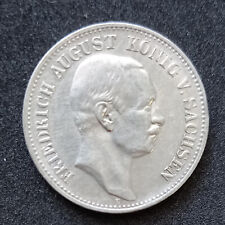 FRIEDRICH AUGUST KÖNIG V. SACHSEN